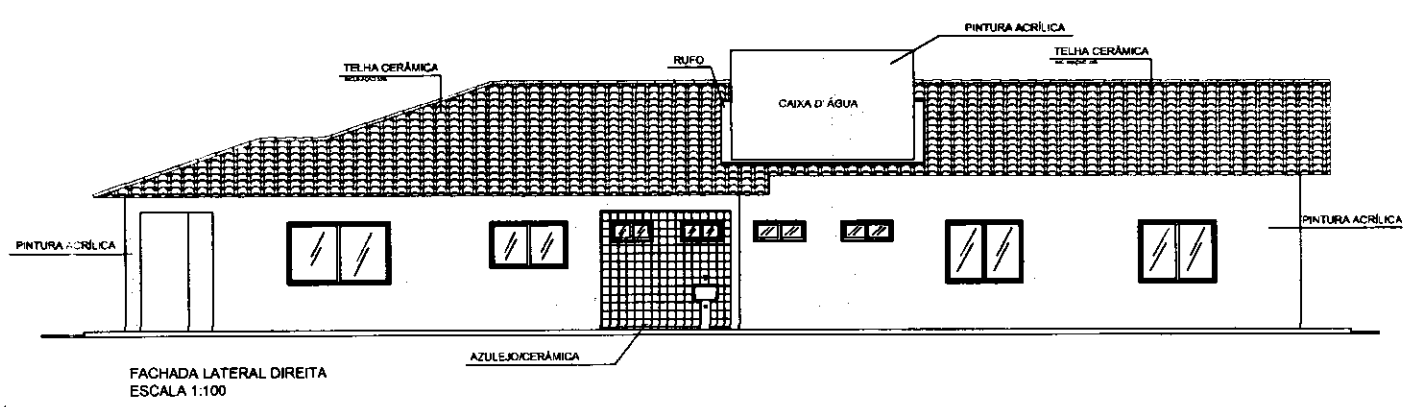 PINTURA ACRÍLICA
TELHA CERÂMICA
RUFO
TELHA CERÂMICA
CAIXA D'ÁGUA
PINTURA ACRÍLICA
PINTURA ACRÍLICA
AZULEJO/CERÂMICA
FACHADA LATERAL DIREITA
ESCALA 1:100